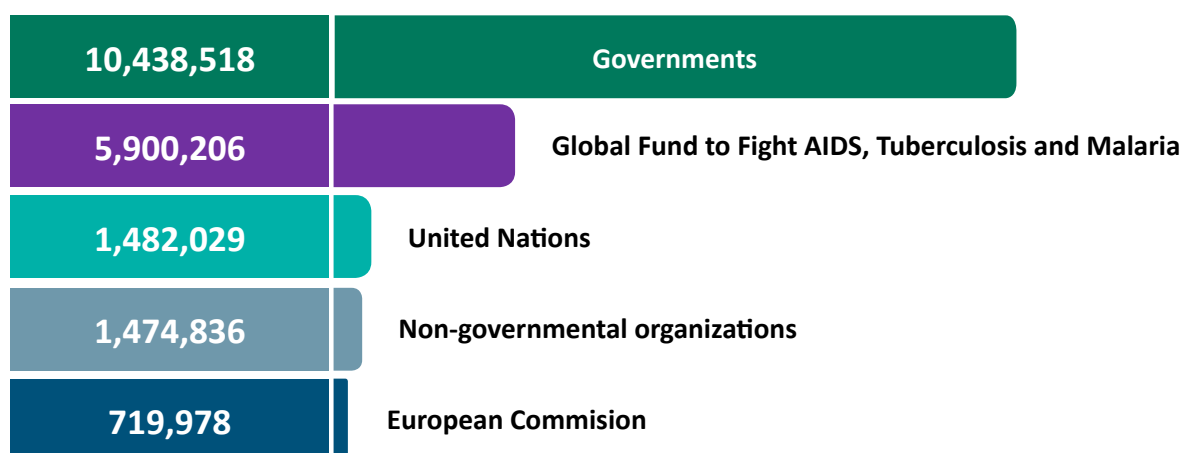 10,438,518 Governments
5,900,206 Global Fund to Fight AIDS, Tuberculosis and Malaria
1,482,029 United Nations
1,474,836 Non-governmental organizations
719,978 European Commision